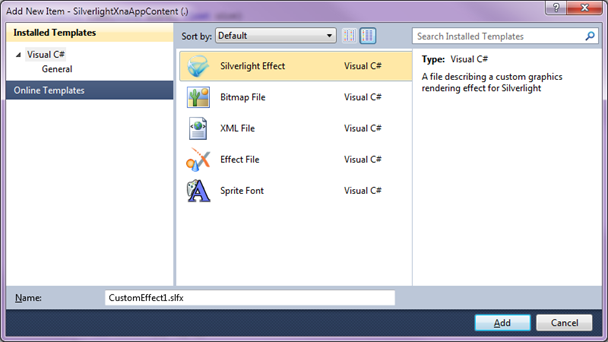 Add New Item - SilverlightXnaAppContent (.)
Installed Templates
Visual C#
General
Online Templates
Sort by: Default
Search Installed Templates
Silverlight Effect Visual C#
Bitmap File Visual C#
XML File Visual C#
Effect File Visual C#
Sprite Font Visual C#
Type: Visual C#
A file describing a custom graphics
rendering effect for Silverlight
Name: CustomEffect1.slfx
Add Cancel